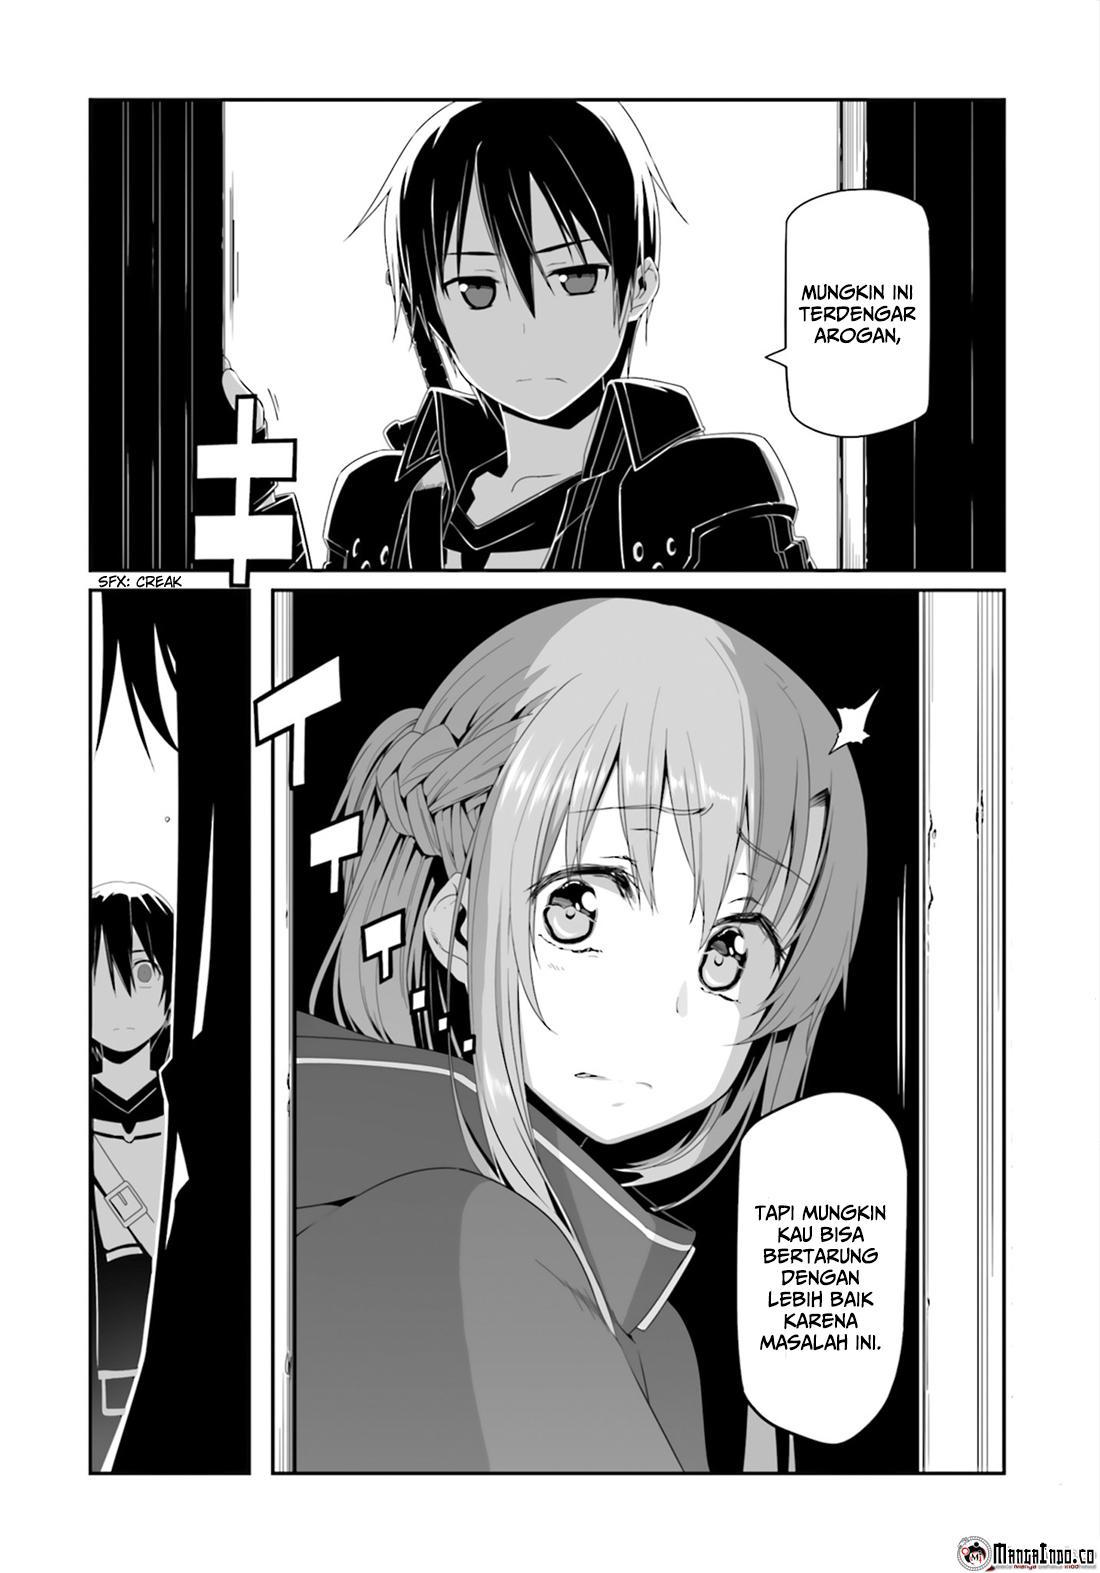 MUNGKIN INI
TERDENGAR
AROGAN,
SFX: CREAK
TAPI MUNGKIN
KAU BISA
BERTARUNG
DENGAN
LEBIH BAIK
KARENA
MASALAH INI.
MANGAINDO.CO